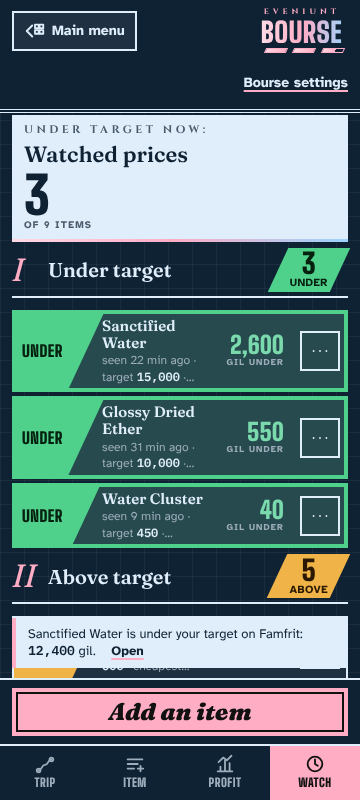 Main menu
EVENIUNT
BOURSE
Bourse settings
UNDER TARGET NOW:
Watched prices
3
OF 9 ITEMS
I Under target
3
UNDER
UNDER
Sanctified
Water
seen 22 min ago ·
target 15,000 ·...
2,600
GIL UNDER
...
UNDER
Glossy Dried
Ether
seen 31 min ago ·
target 10,000 ·...
550
GIL UNDER
...
UNDER
Water Cluster
seen 9 min ago ·
target 450 ·...
40
GIL UNDER
...
II Above target
5
ABOVE
Sanctified Water is under your target on Famfrit:
12,400 gil. Open
Add an item
TRIP
ITEM
PROFIT
WATCH